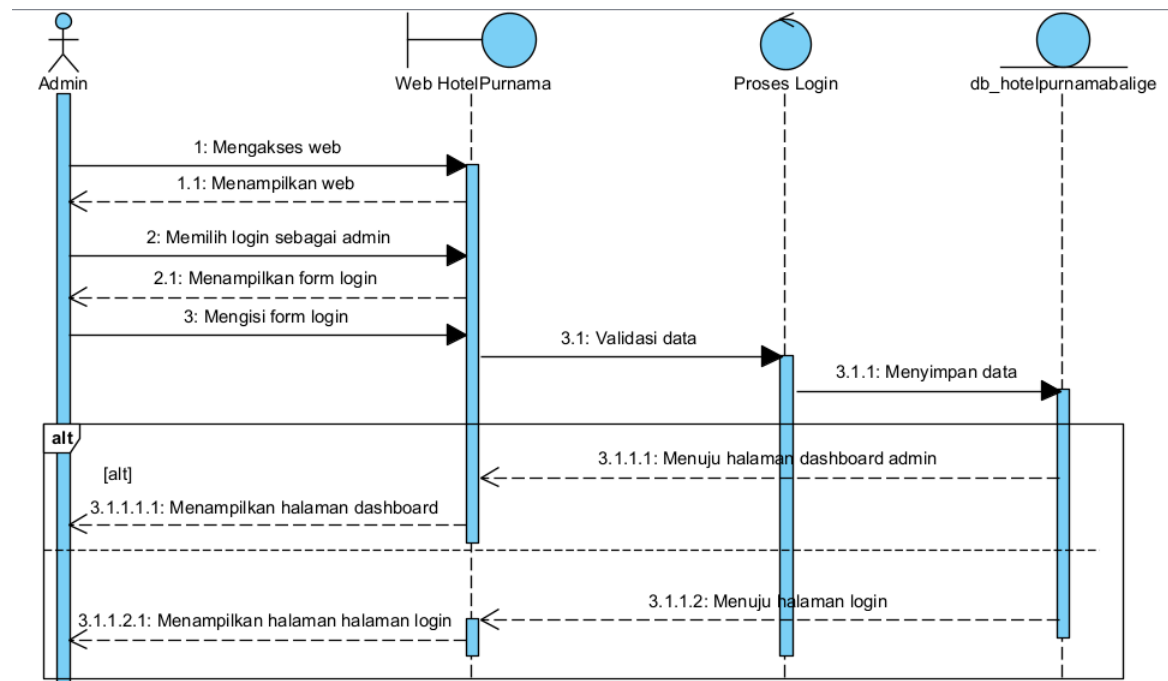 Admin
Web HotelPurnama
Proses Login
db_hotelpurnamabalige
1: Mengakses web
1.1: Menampilkan web
2: Memilih login sebagai admin
2.1: Menampilkan form login
3: Mengisi form login
3.1: Validasi data
3.1.1: Menyimpan data
alt
[alt]
3.1.1.1: Menuju halaman dashboard admin
3.1.1.1.1: Menampilkan halaman dashboard
3.1.1.2: Menuju halaman login
3.1.1.2.1: Menampilkan halaman halaman login